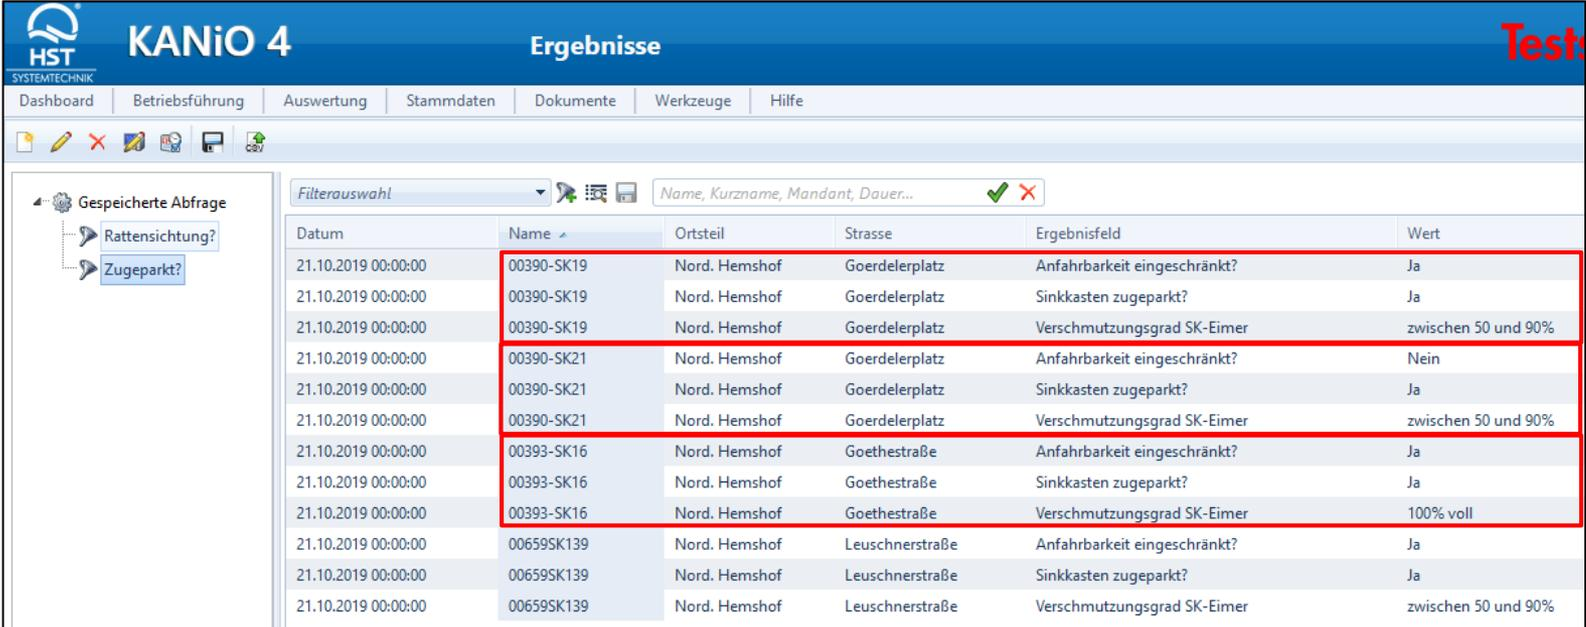 HST
SYSTEMTECHNIK
KANiO 4
Ergebnisse
Tests
Dashboard Betriebsführung Auswertung Stammdaten Dokumente Werkzeuge Hilfe
CSV
Gespeicherte Abfrage
Rattensichtung?
Zugeparkt?
Filterauswahl Name, Kurzname, Mandant, Dauer...
Datum Name Ortsteil Strasse Ergebnisfeld Wert
21.10.2019 00:00:00 00390-SK19 Nord. Hemshof Goerdelerplatz Anfahrbarkeit eingeschränkt? Ja
21.10.2019 00:00:00 00390-SK19 Nord. Hemshof Goerdelerplatz Sinkkasten zugeparkt? Ja
21.10.2019 00:00:00 00390-SK19 Nord. Hemshof Goerdelerplatz Verschmutzungsgrad SK-Eimer zwischen 50 und 90%
21.10.2019 00:00:00 00390-SK21 Nord. Hemshof Goerdelerplatz Anfahrbarkeit eingeschränkt? Nein
21.10.2019 00:00:00 00390-SK21 Nord. Hemshof Goerdelerplatz Sinkkasten zugeparkt? Ja
21.10.2019 00:00:00 00390-SK21 Nord. Hemshof Goerdelerplatz Verschmutzungsgrad SK-Eimer zwischen 50 und 90%
21.10.2019 00:00:00 00393-SK16 Nord. Hemshof Goethestraße Anfahrbarkeit eingeschränkt? Ja
21.10.2019 00:00:00 00393-SK16 Nord. Hemshof Goethestraße Sinkkasten zugeparkt? Ja
21.10.2019 00:00:00 00393-SK16 Nord. Hemshof Goethestraße Verschmutzungsgrad SK-Eimer 100% voll
21.10.2019 00:00:00 00659SK139 Nord. Hemshof Leuschnerstraße Anfahrbarkeit eingeschränkt? Ja
21.10.2019 00:00:00 00659SK139 Nord. Hemshof Leuschnerstraße Sinkkasten zugeparkt? Ja
21.10.2019 00:00:00 00659SK139 Nord. Hemshof Leuschnerstraße Verschmutzungsgrad SK-Eimer zwischen 50 und 90%